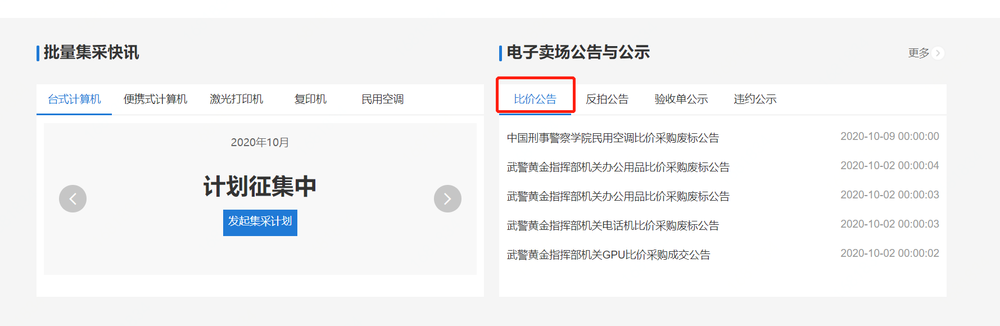 批量集采快讯
台式计算机 便携式计算机 激光打印机 复印机 民用空调
2020年10月
计划征集中
发起集采计划
电子卖场公告与公示 更多
比价公告 反拍公告 验收单公示 违约公示
中国刑事警察学院民用空调比价采购废标公告 2020-10-09 00:00:00
武警黄金指挥部机关办公用品比价采购废标公告 2020-10-02 00:00:04
武警黄金指挥部机关办公用品比价采购废标公告 2020-10-02 00:00:03
武警黄金指挥部机关电话机比价采购废标公告 2020-10-02 00:00:03
武警黄金指挥部机关GPU比价采购成交公告 2020-10-02 00:00:02